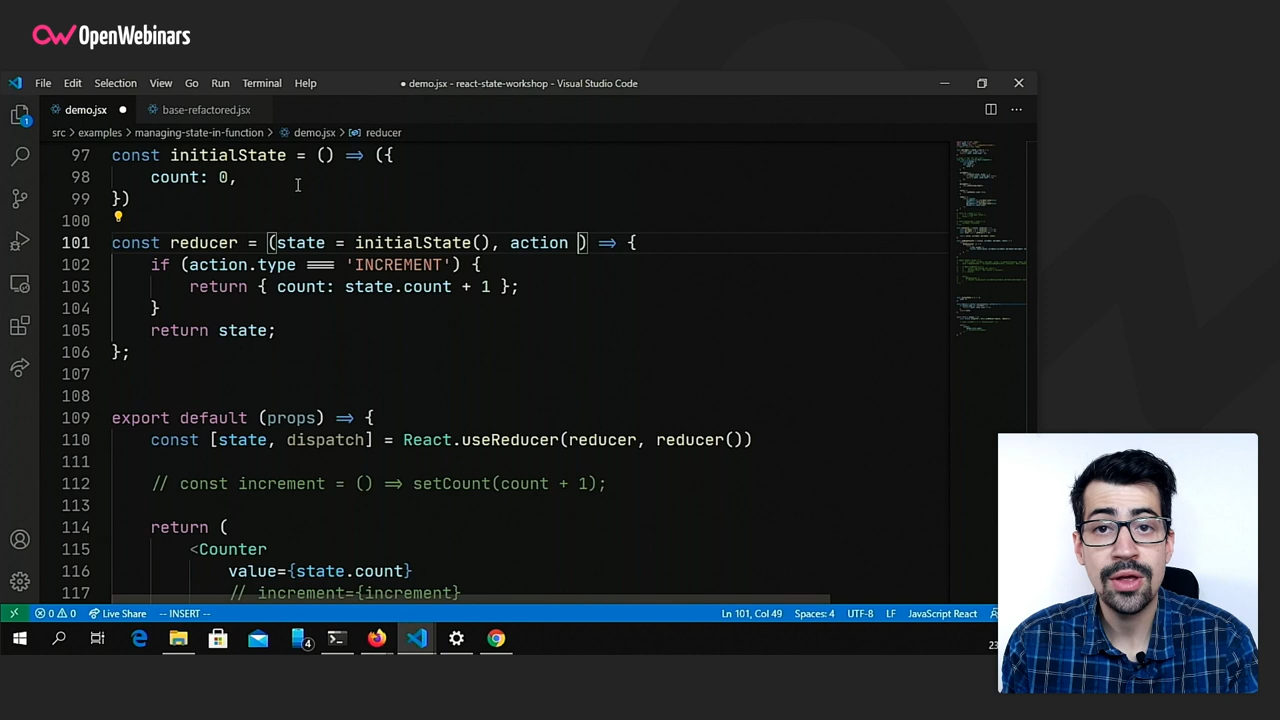 OpenWebinars
File Edit Selection View Go Run Terminal Help
● demo.jsx - react-state-workshop - Visual Studio Code
demo.jsx ●
base-refactored.jsx
src > examples > managing-state-in-function > demo.jsx > reducer
97 const initialState = () => ({
98 count: 0,
99 })
100
101 const reducer = (state = initialState(), action ) => {
102 if (action.type === 'INCREMENT') {
103 return { count: state.count + 1 };
104 }
105 return state;
106 };
107
108
109 export default (props) => {
110 const [state, dispatch] = React.useReducer(reducer, reducer())
111
112 // const increment = () => setCount(count + 1);
113
114 return (
115 <Counter
116 value={state.count}
117 // increment={increment}
1
0 0 Live Share -- INSERT -- Ln 101, Col 49 Spaces: 4 UTF-8 LF JavaScript React
4
23